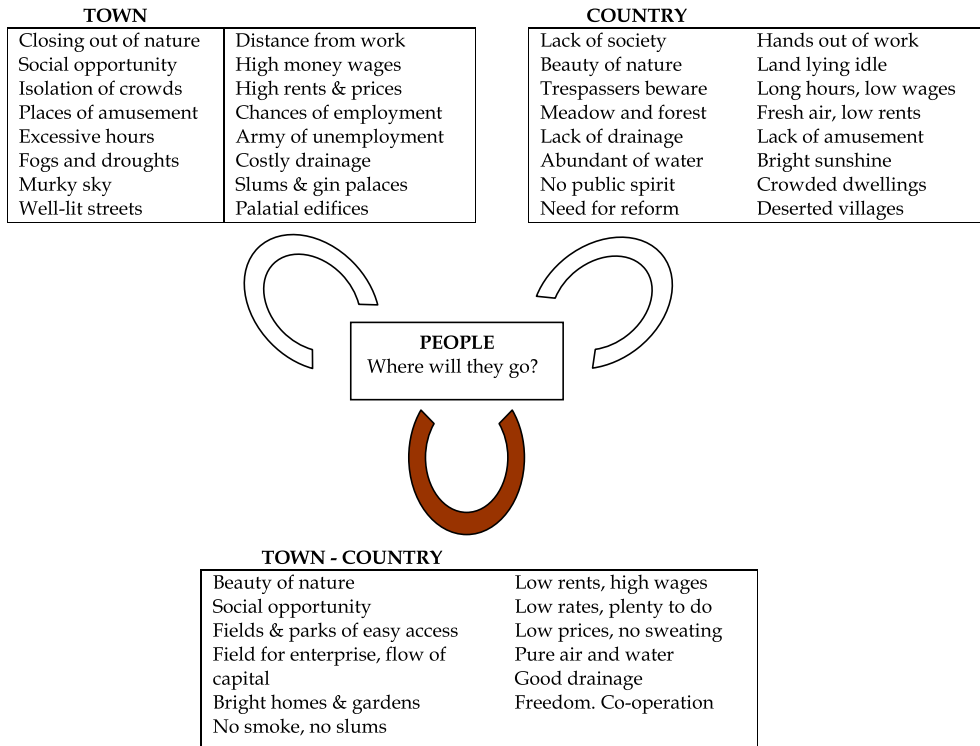 TOWN
Closing out of nature
Social opportunity
Isolation of crowds
Places of amusement
Excessive hours
Fogs and droughts
Murky sky
Well-lit streets
Distance from work
High money wages
High rents & prices
Chances of employment
Army of unemployment
Costly drainage
Slums & gin palaces
Palatial edifices
COUNTRY
Lack of society
Beauty of nature
Trespassers beware
Meadow and forest
Lack of drainage
Abundant of water
No public spirit
Need for reform
Hands out of work
Land lying idle
Long hours, low wages
Fresh air, low rents
Lack of amusement
Bright sunshine
Crowded dwellings
Deserted villages
PEOPLE
Where will they go?
TOWN - COUNTRY
Beauty of nature
Social opportunity
Fields & parks of easy access
Field for enterprise, flow of
capital
Bright homes & gardens
No smoke, no slums
Low rents, high wages
Low rates, plenty to do
Low prices, no sweating
Pure air and water
Good drainage
Freedom. Co-operation